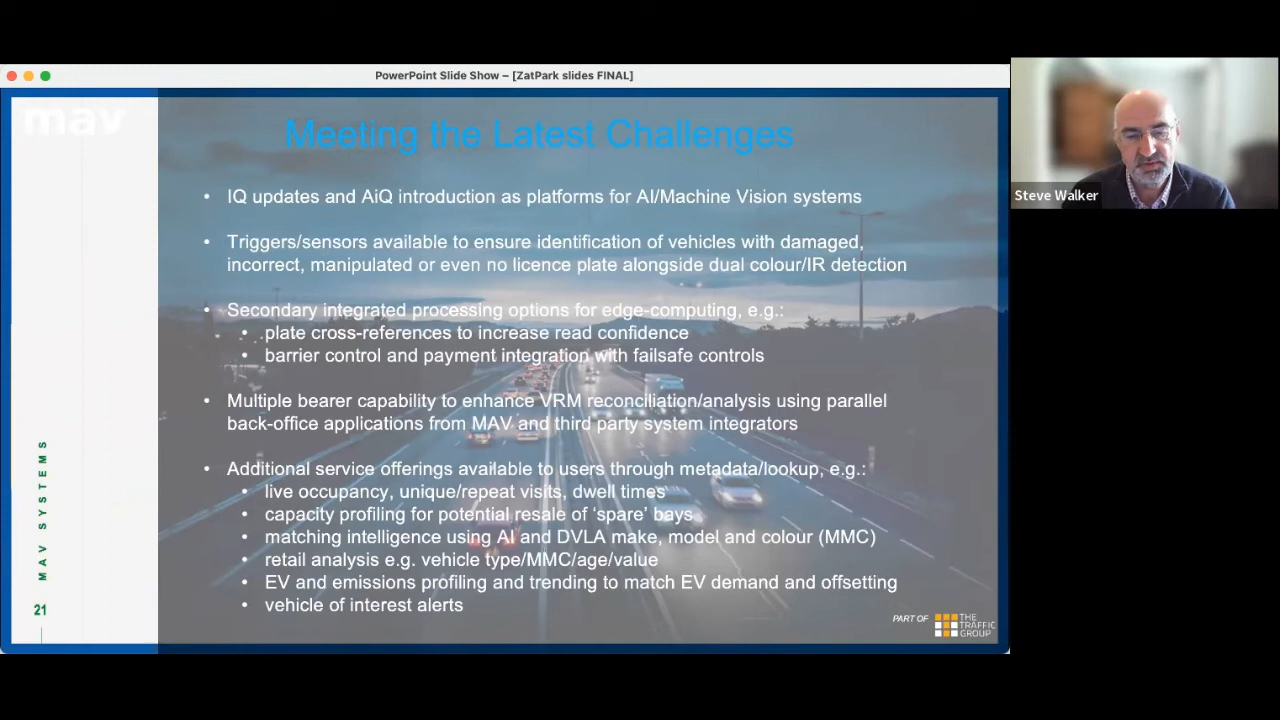 PowerPoint Slide Show – [ZatPark slides FINAL]
mav
Meeting the Latest Challenges
• IQ updates and AiQ introduction as platforms for AI/Machine Vision systems
• Triggers/sensors available to ensure identification of vehicles with damaged,
incorrect, manipulated or even no licence plate alongside dual colour/IR detection
• Secondary integrated processing options for edge-computing, e.g.:
• plate cross-references to increase read confidence
• barrier control and payment integration with failsafe controls
• Multiple bearer capability to enhance VRM reconciliation/analysis using parallel
back-office applications from MAV and third party system integrators
• Additional service offerings available to users through metadata/lookup, e.g.:
• live occupancy, unique/repeat visits, dwell times
• capacity profiling for potential resale of ‘spare’ bays
• matching intelligence using AI and DVLA make, model and colour (MMC)
• retail analysis e.g. vehicle type/MMC/age/value
• EV and emissions profiling and trending to match EV demand and offsetting
• vehicle of interest alerts
MAV SYSTEMS
21
PART OF
THE
TRAFFIC
GROUP
Steve Walker